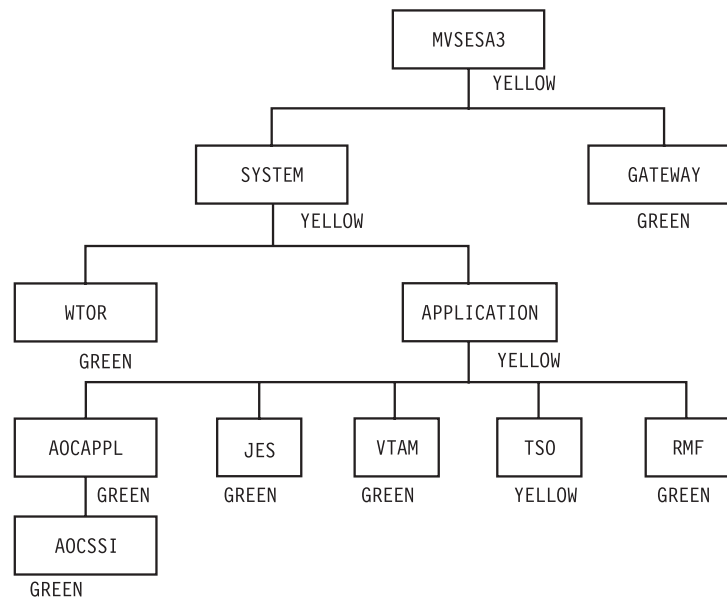 MVSESA3
YELLOW
SYSTEM
GATEWAY
YELLOW
GREEN
WTOR
APPLICATION
GREEN
YELLOW
AOCAPPL
JES
VTAM
TSO
RMF
GREEN
GREEN
GREEN
YELLOW
GREEN
AOCSSI
GREEN